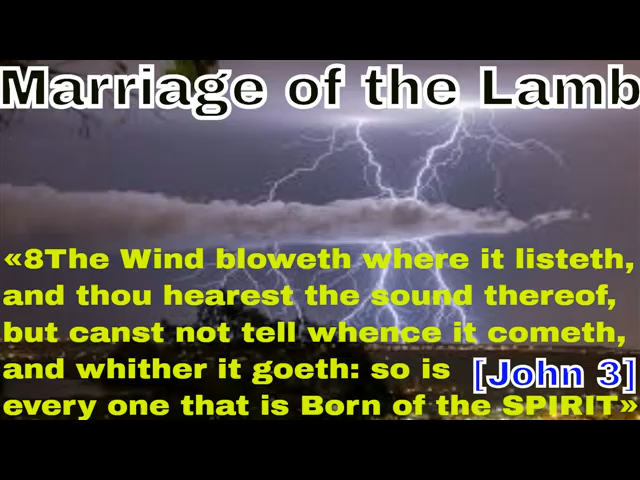 Marriage of the Lamb
«8The Wind bloweth where it listeth,
and thou hearest the sound thereof,
but canst not tell whence it cometh,
and whither it goeth: so is [John 3]
every one that is Born of the SPIRIT»